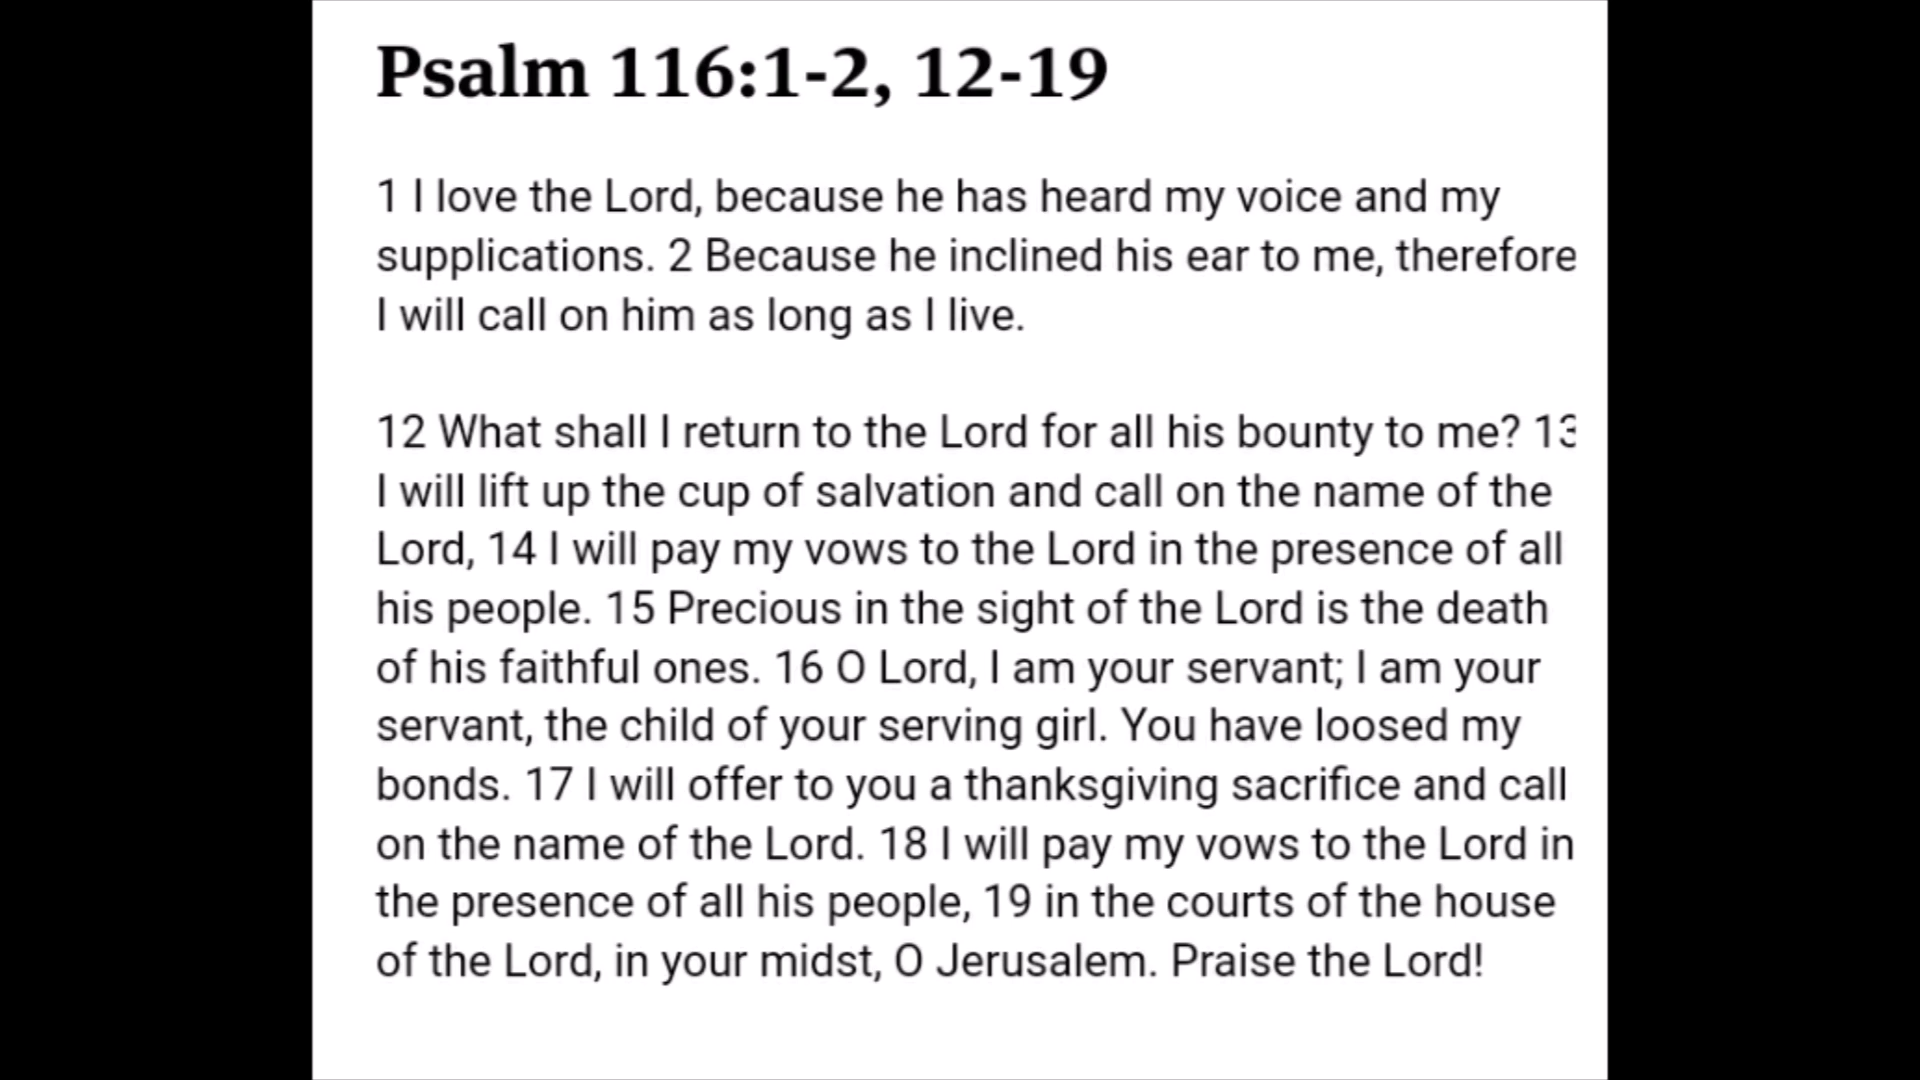 Psalm 116:1-2, 12-19
1 I love the Lord, because he has heard my voice and my
supplications. 2 Because he inclined his ear to me, therefore
I will call on him as long as I live.
12 What shall I return to the Lord for all his bounty to me? 13
I will lift up the cup of salvation and call on the name of the
Lord, 14 I will pay my vows to the Lord in the presence of all
his people. 15 Precious in the sight of the Lord is the death
of his faithful ones. 16 O Lord, I am your servant; I am your
servant, the child of your serving girl. You have loosed my
bonds. 17 I will offer to you a thanksgiving sacrifice and call
on the name of the Lord. 18 I will pay my vows to the Lord in
the presence of all his people, 19 in the courts of the house
of the Lord, in your midst, O Jerusalem. Praise the Lord!